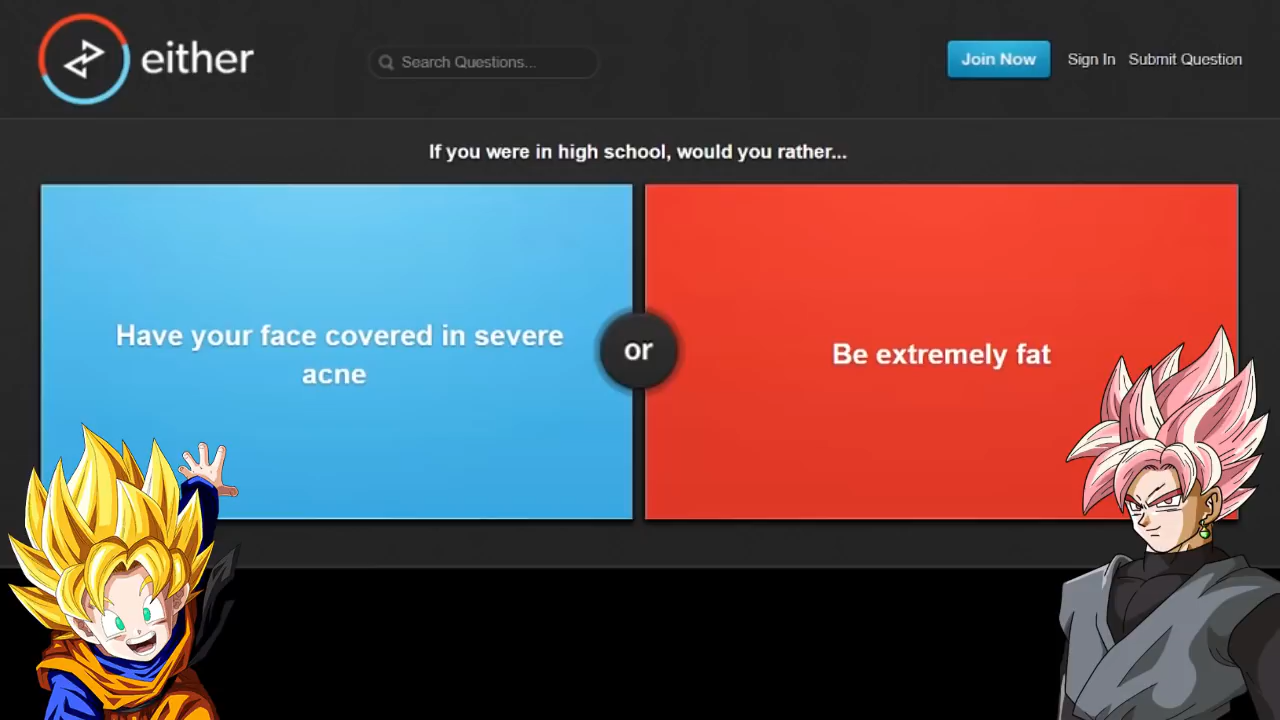 either
Search Questions...
Join Now
Sign In
Submit Question
If you were in high school, would you rather...
Have your face covered in severe
acne
or
Be extremely fat